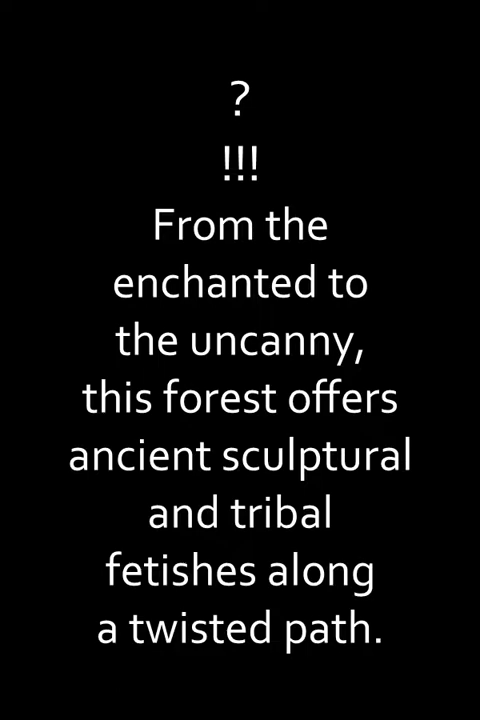 ?
!!!
From the
enchanted to
the uncanny,
this forest offers
ancient sculptural
and tribal
fetishes along
a twisted path.